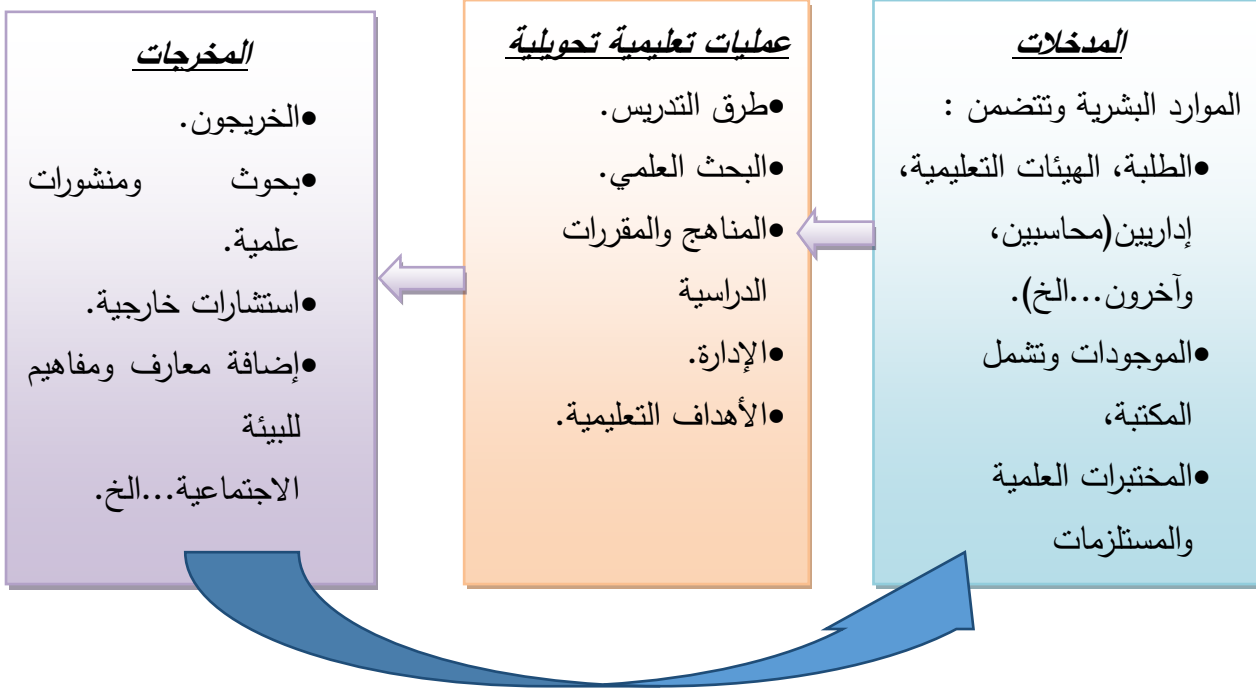 المدخلات
الموارد البشرية وتتضمن :
•الطلبة، الهيئات التعليمية،
إداريين(محاسبين،
وآخرون...الخ).
•الموجودات وتشمل
المكتبة،
•المختبرات العلمية
والمستلزمات
عمليات تعليمية تحويلية
•طرق التدريس.
•البحث العلمي.
•المناهج والمقررات
الدراسية
•الإدارة.
•الأهداف التعليمية.
المخرجات
•الخريجون.
•بحوث ومنشورات
علمية.
•استشارات خارجية.
•إضافة معارف ومفاهيم
للبيئة
الاجتماعية...الخ.